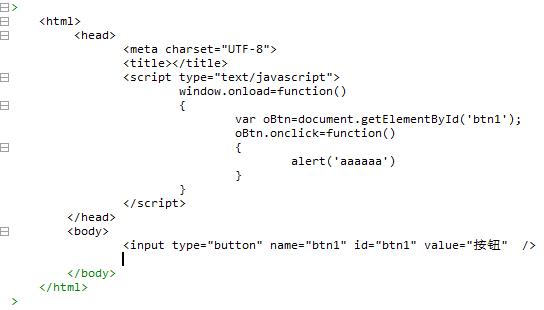 >
<html>
<head>
<meta charset="UTF-8">
<title></title>
<script type="text/javascript">
window.onload=function()
{
var oBtn=document.getElementById('btn1');
oBtn.onclick=function()
{
alert('aaaaaa')
}
}
</script>
</head>
<body>
<input type="button" name="btn1" id="btn1" value="按钮"  />
</body>
</html>
>